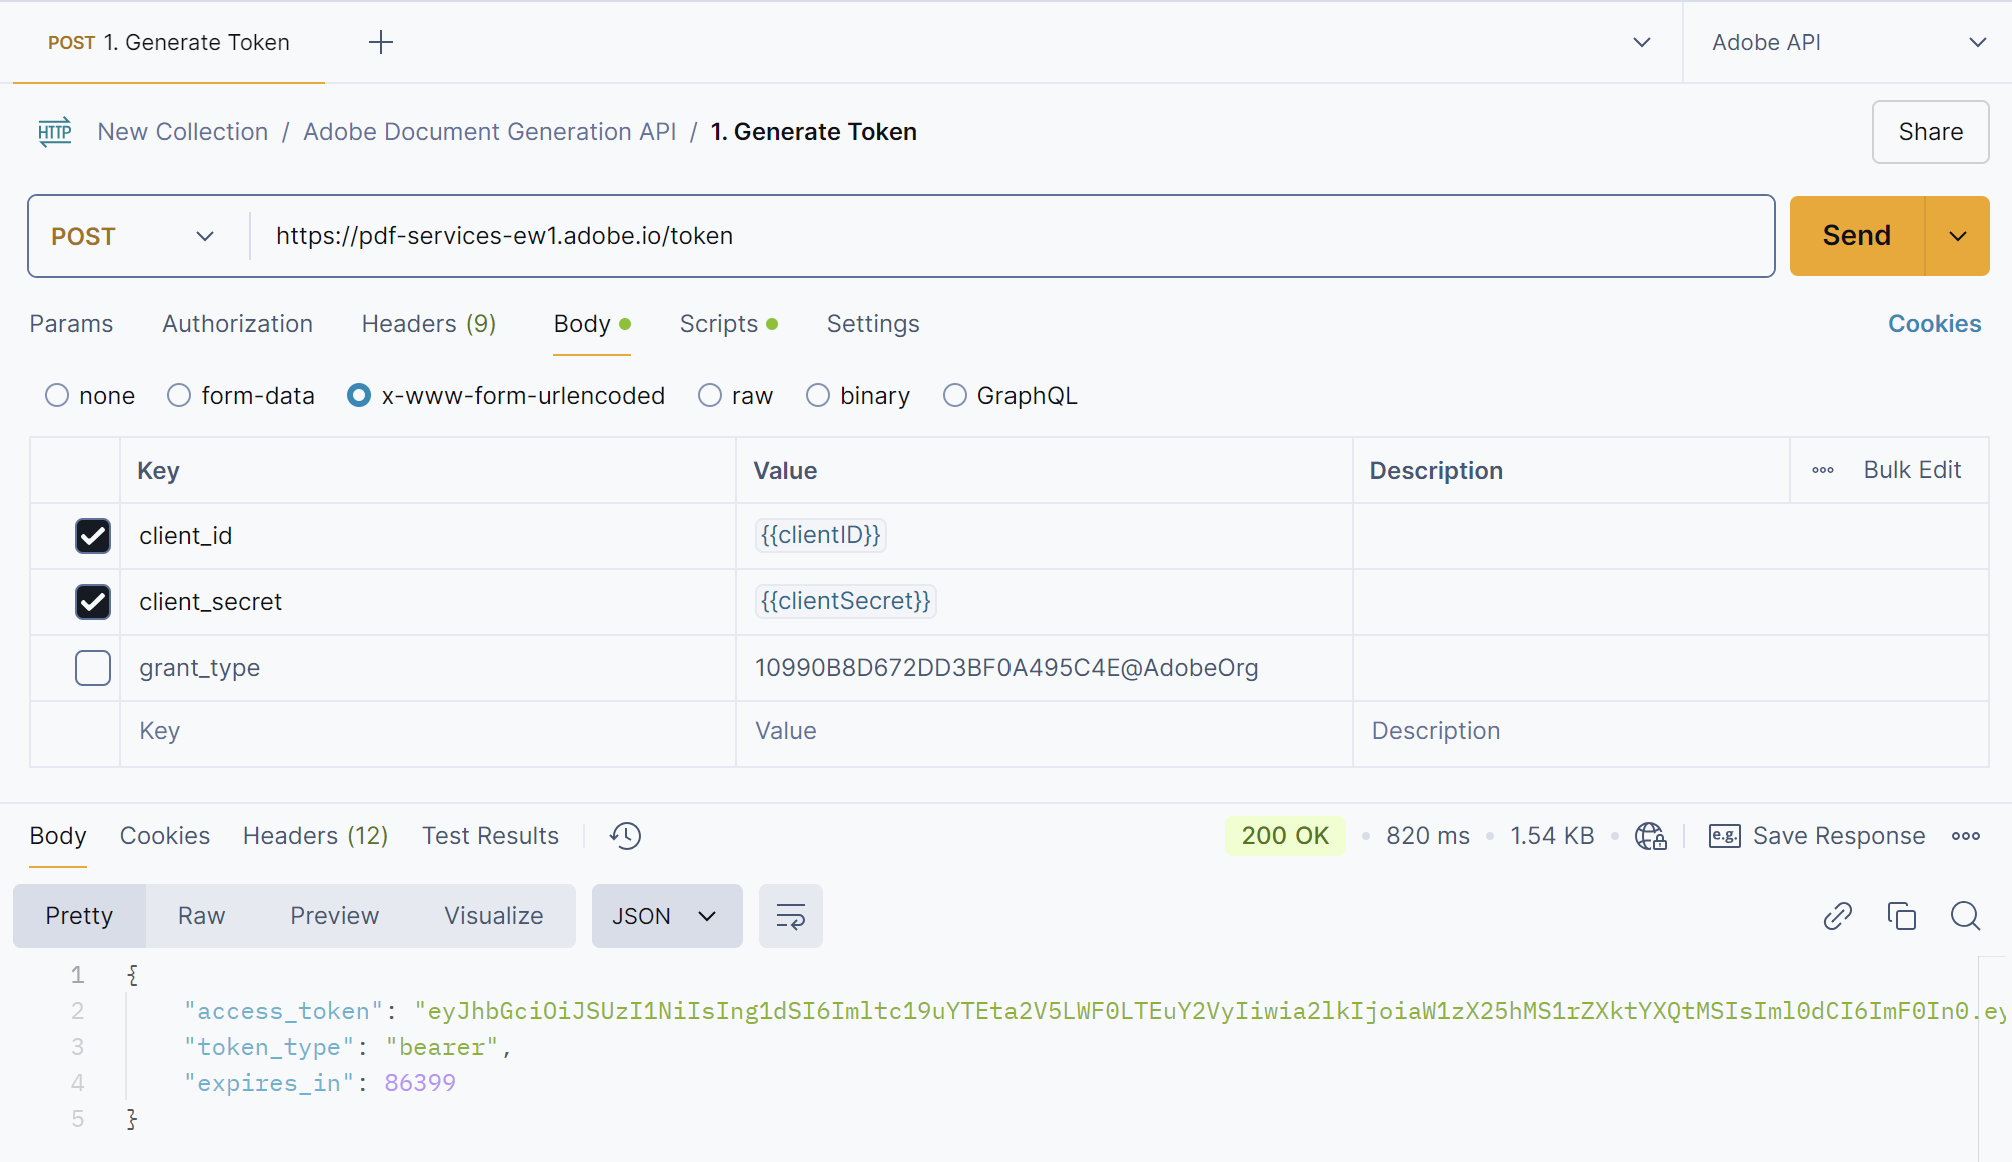 POST 1. Generate Token
Adobe API
HTTP New Collection / Adobe Document Generation API / 1. Generate Token
Share
POST https://pdf-services-ew1.adobe.io/token
Send
Params Authorization Headers (9) Body Scripts Settings Cookies
none form-data x-www-form-urlencoded raw binary GraphQL
Key Value Description Bulk Edit
client_id {{clientID}}
client_secret {{clientSecret}}
grant_type 10990B8D672DD3BF0A495C4E@AdobeOrg
Key Value Description
Body Cookies Headers (12) Test Results 200 OK 820 ms 1.54 KB e.g. Save Response
Pretty Raw Preview Visualize JSON
1 {
2 "access_token": "eyJhbGciOiJSUzI1NiIsIng1dSI6Imltc19uYTEta2V5LWF0LTEuY2VyIiwia2lkIjoiaW1zX25hMS1rZXktYXQtMSIsIml0dCI6ImF0In0.ey
3 "token_type": "bearer",
4 "expires_in": 86399
5 }